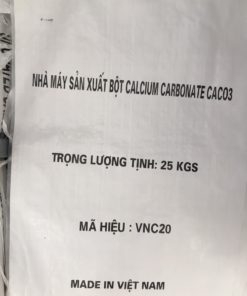 NHÀ MÁY SẢN XUẤT BỘT CALCIUM CARBONATE CACO3
TRỌNG LƯỢNG TỊNH: 25 KGS
MÃ HIỆU : VNC20
MADE IN VIỆT NAM